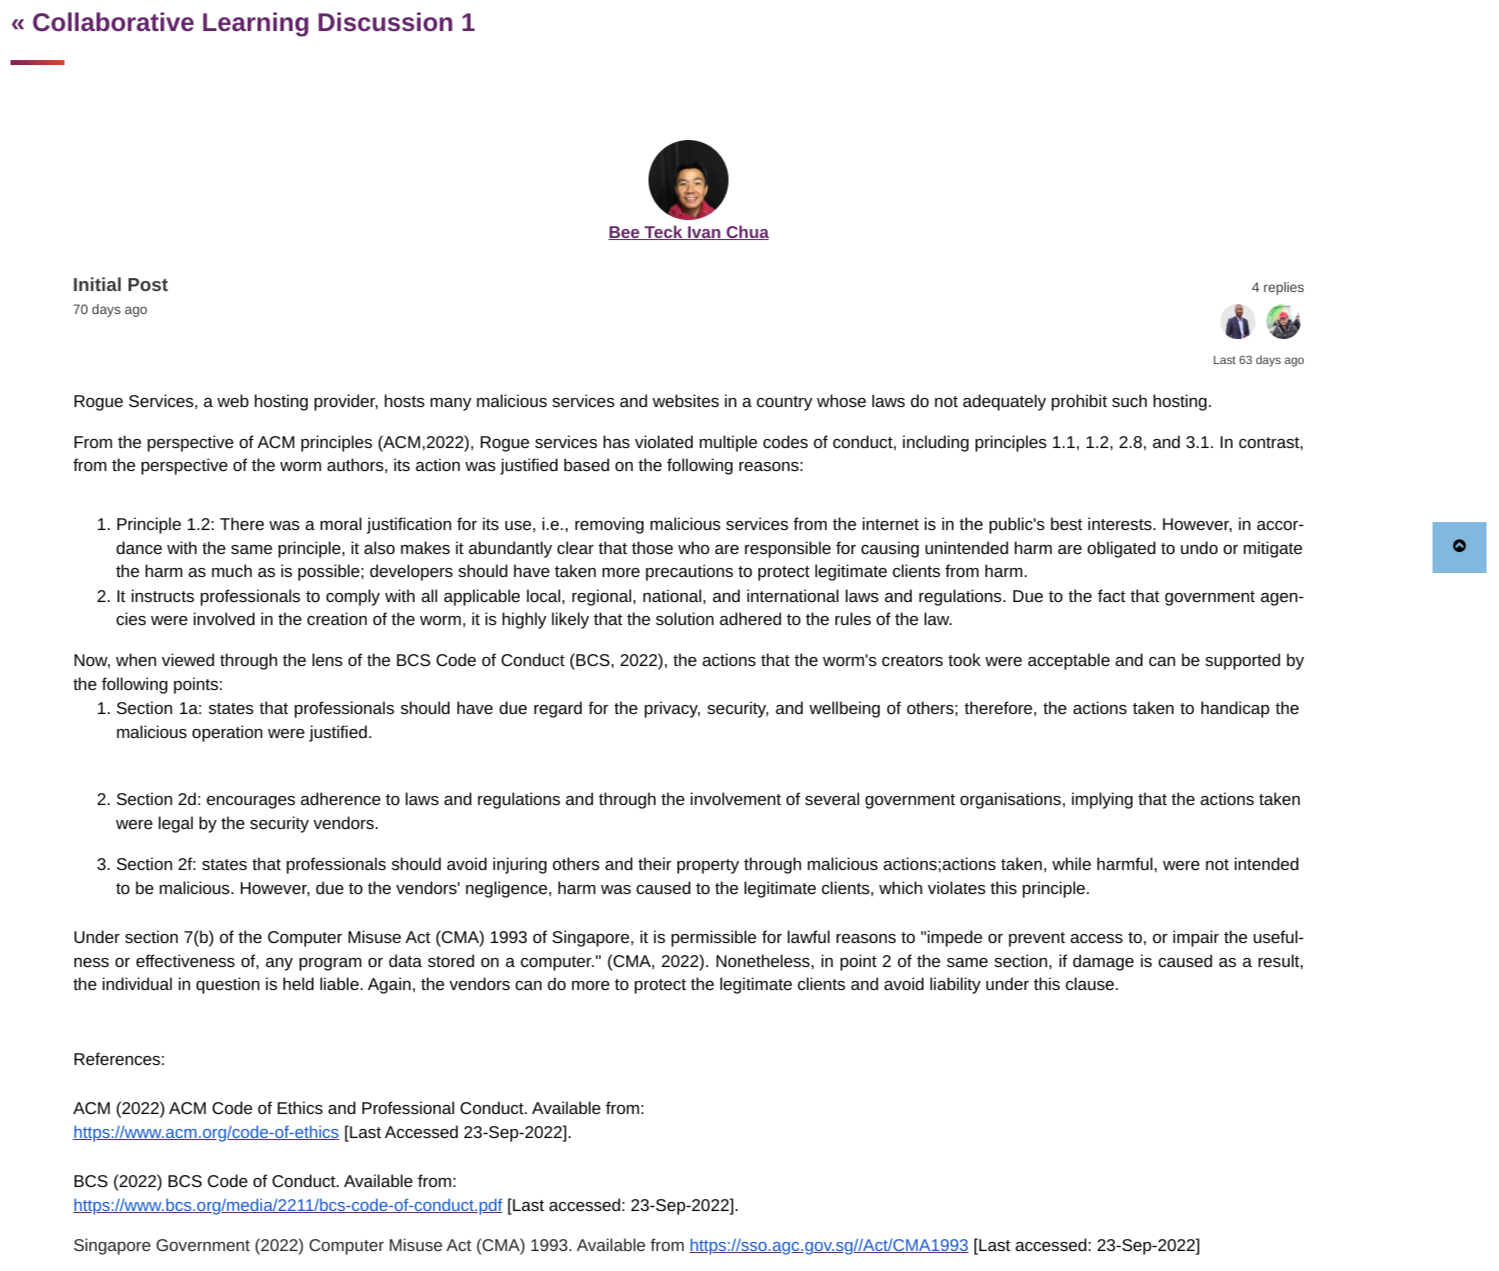 « Collaborative Learning Discussion 1
Bee Teck Ivan Chua
Initial Post
70 days ago
4 replies
Last 63 days ago
Rogue Services, a web hosting provider, hosts many malicious services and websites in a country whose laws do not adequately prohibit such hosting.
From the perspective of ACM principles (ACM,2022), Rogue services has violated multiple codes of conduct, including principles 1.1, 1.2, 2.8, and 3.1. In contrast,
from the perspective of the worm authors, its action was justified based on the following reasons:
1. Principle 1.2: There was a moral justification for its use, i.e., removing malicious services from the internet is in the public's best interests. However, in accor-
dance with the same principle, it also makes it abundantly clear that those who are responsible for causing unintended harm are obligated to undo or mitigate
the harm as much as is possible; developers should have taken more precautions to protect legitimate clients from harm.
2. It instructs professionals to comply with all applicable local, regional, national, and international laws and regulations. Due to the fact that government agen-
cies were involved in the creation of the worm, it is highly likely that the solution adhered to the rules of the law.
Now, when viewed through the lens of the BCS Code of Conduct (BCS, 2022), the actions that the worm's creators took were acceptable and can be supported by
the following points:
1. Section 1a: states that professionals should have due regard for the privacy, security, and wellbeing of others; therefore, the actions taken to handicap the
malicious operation were justified.
2. Section 2d: encourages adherence to laws and regulations and through the involvement of several government organisations, implying that the actions taken
were legal by the security vendors.
3. Section 2f: states that professionals should avoid injuring others and their property through malicious actions;actions taken, while harmful, were not intended
to be malicious. However, due to the vendors' negligence, harm was caused to the legitimate clients, which violates this principle.
Under section 7(b) of the Computer Misuse Act (CMA) 1993 of Singapore, it is permissible for lawful reasons to "impede or prevent access to, or impair the useful-
ness or effectiveness of, any program or data stored on a computer." (CMA, 2022). Nonetheless, in point 2 of the same section, if damage is caused as a result,
the individual in question is held liable. Again, the vendors can do more to protect the legitimate clients and avoid liability under this clause.
References:
ACM (2022) ACM Code of Ethics and Professional Conduct. Available from:
https://www.acm.org/code-of-ethics [Last Accessed 23-Sep-2022].
BCS (2022) BCS Code of Conduct. Available from:
https://www.bcs.org/media/2211/bcs-code-of-conduct.pdf [Last accessed: 23-Sep-2022].
Singapore Government (2022) Computer Misuse Act (CMA) 1993. Available from https://sso.agc.gov.sg//Act/CMA1993 [Last accessed: 23-Sep-2022]